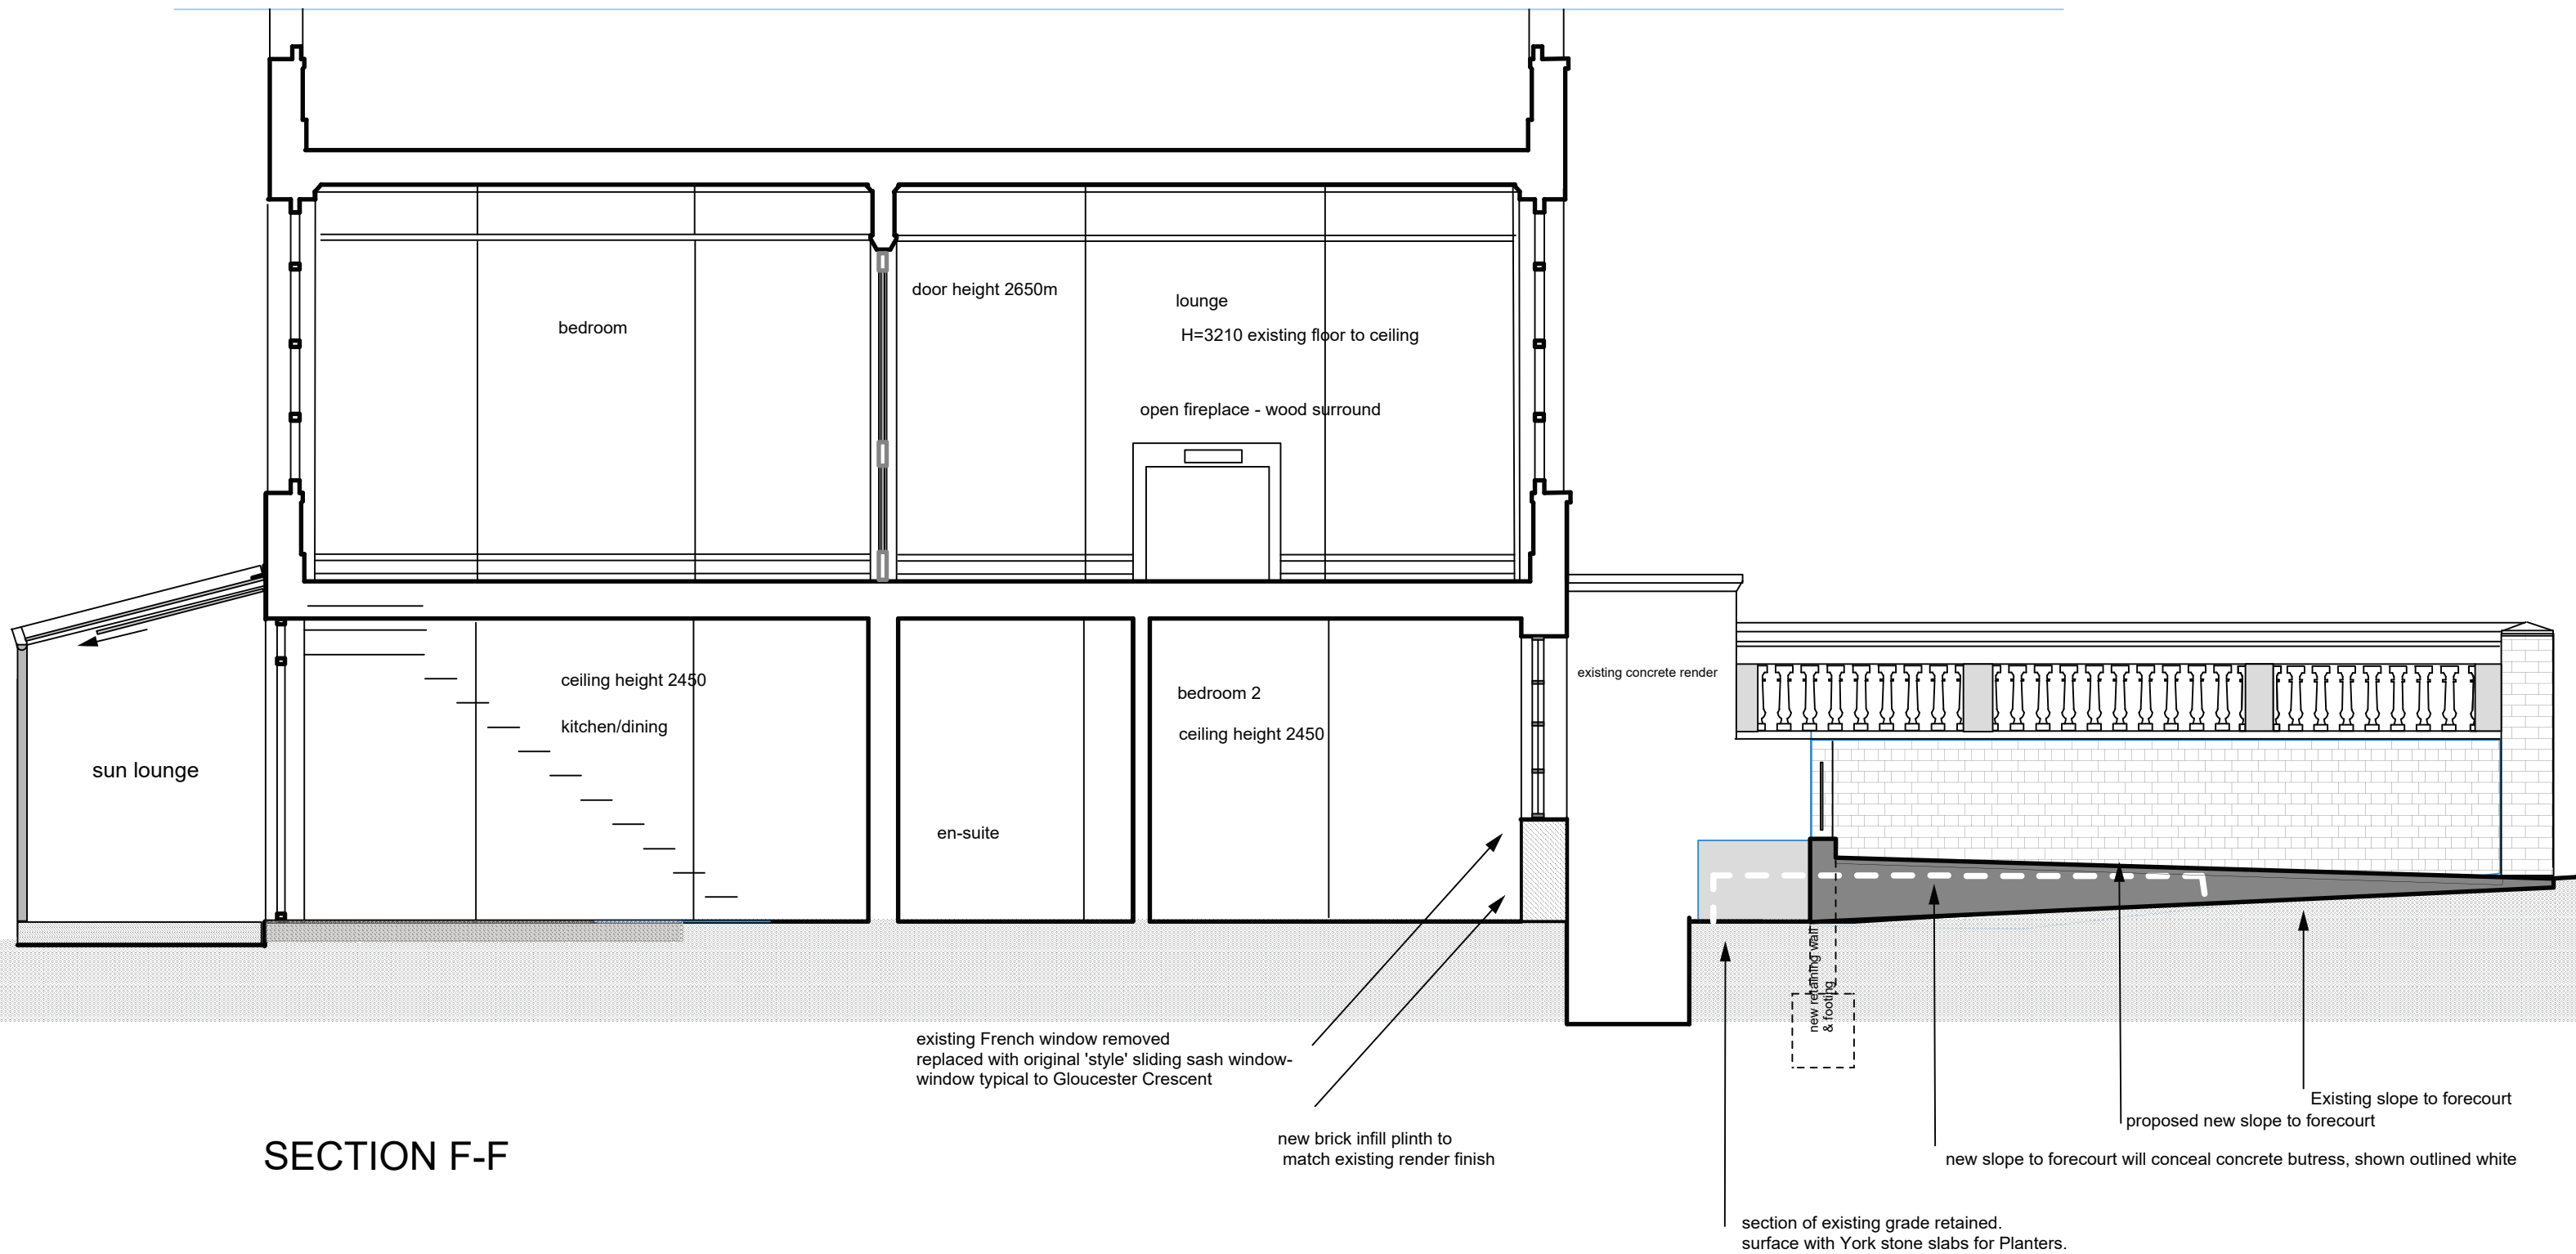 door height 2650m
lounge
H=3210 existing floor to ceiling
bedroom
open fireplace - wood surround
existing concrete render
ceiling height 2450
kitchen/dining
bedroom 2
ceiling height 2450
sun lounge
en-suite
new retaining wall
& footing
existing French window removed
replaced with original 'style' sliding sash window-
window typical to Gloucester Crescent
Existing slope to forecourt
proposed new slope to forecourt
new brick infill plinth to
match existing render finish
new slope to forecourt will conceal concrete butress, shown outlined white
SECTION F-F
section of existing grade retained.
surface with York stone slabs for Planters.